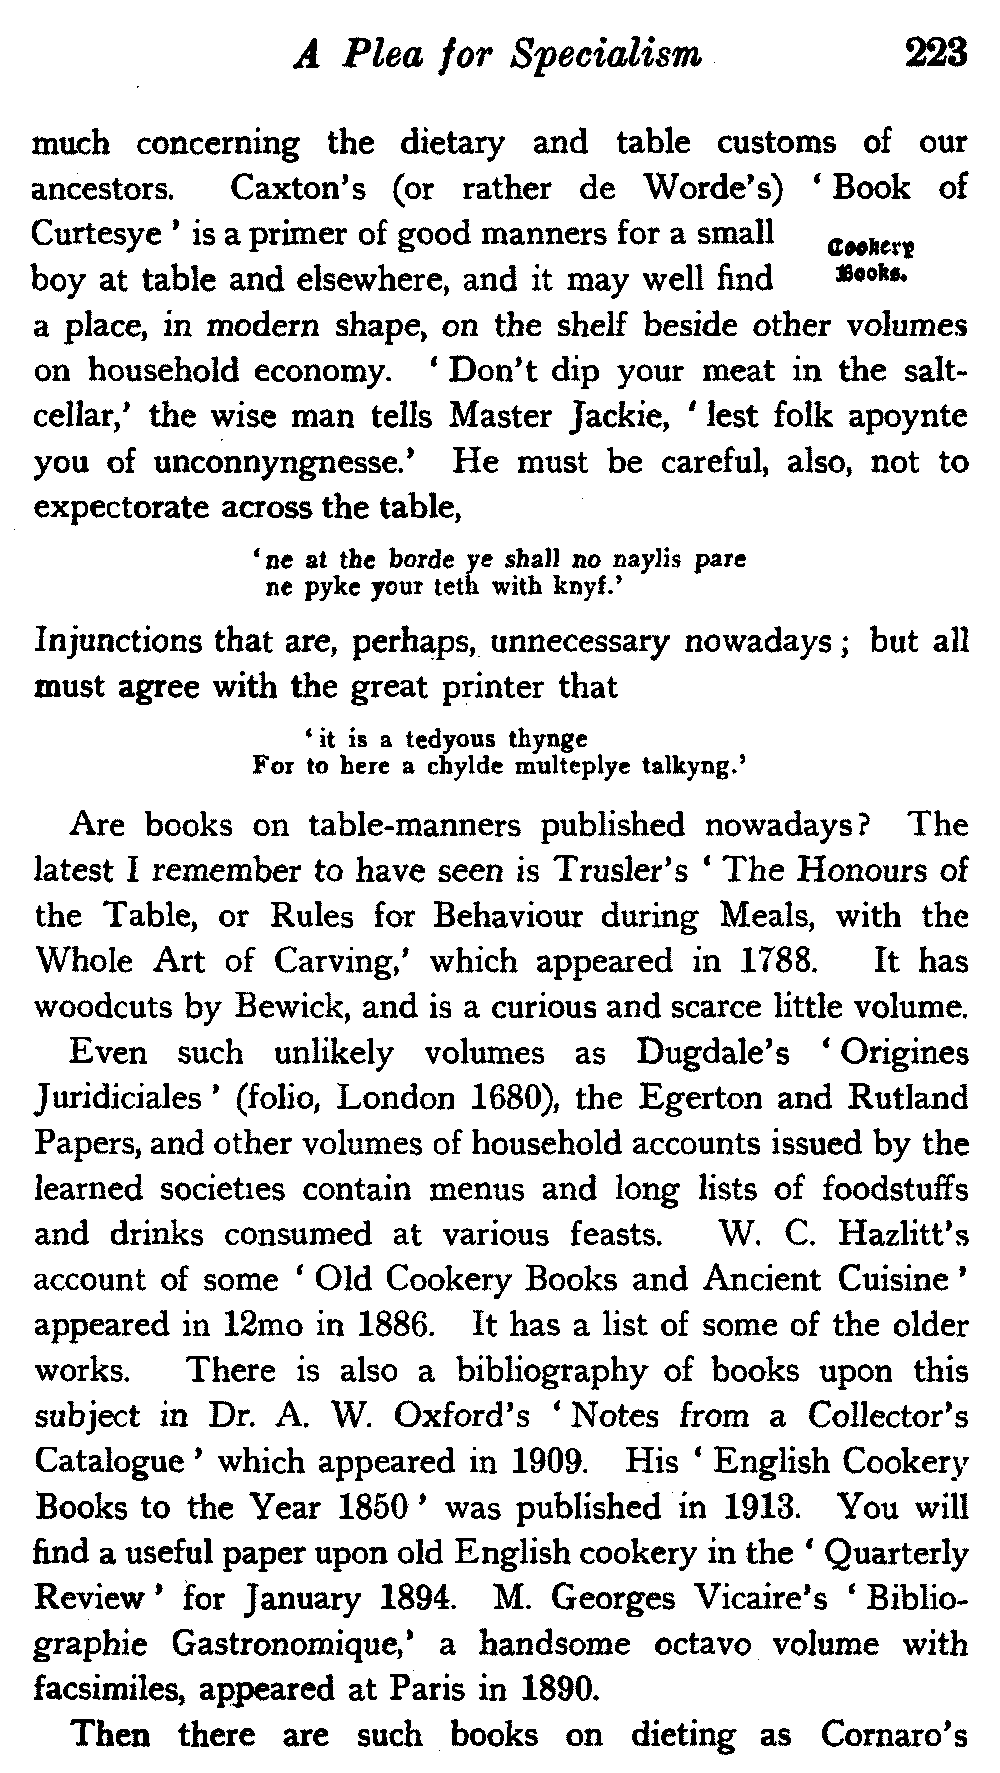 A Plea for Specialism 223
much concerning the dietary and table customs of our
ancestors. Caxton's (or rather de Worde's) ' Book of
Curtesye ' is a primer of good manners for a small
Cookery
boy at table and elsewhere, and it may well find
Books.
a place, in modern shape, on the shelf beside other volumes
on household economy. ' Don't dip your meat in the salt-
cellar,' the wise man tells Master Jackie, ' lest folk apoynte
you of unconnyngnesse.' He must be careful, also, not to
expectorate across the table,
' ne at the borde ye shall no naylis pare
ne pyke your teth with knyf.'
Injunctions that are, perhaps, unnecessary nowadays ; but all
must agree with the great printer that
' it is a tedyous thynge
For to here a chylde multeplye talkyng.'
Are books on table-manners published nowadays? The
latest I remember to have seen is Trusler's ' The Honours of
the Table, or Rules for Behaviour during Meals, with the
Whole Art of Carving,' which appeared in 1788. It has
woodcuts by Bewick, and is a curious and scarce little volume.
Even such unlikely volumes as Dugdale's ' Origines
Juridiciales ' (folio, London 1680), the Egerton and Rutland
Papers, and other volumes of household accounts issued by the
learned societies contain menus and long lists of foodstuffs
and drinks consumed at various feasts. W. C. Hazlitt's
account of some ' Old Cookery Books and Ancient Cuisine '
appeared in 12mo in 1886. It has a list of some of the older
works. There is also a bibliography of books upon this
subject in Dr. A. W. Oxford's ' Notes from a Collector's
Catalogue ' which appeared in 1909. His ' English Cookery
Books to the Year 1850 ' was published in 1913. You will
find a useful paper upon old English cookery in the ' Quarterly
Review ' for January 1894. M. Georges Vicaire's ' Biblio-
graphie Gastronomique,' a handsome octavo volume with
facsimiles, appeared at Paris in 1890.
Then there are such books on dieting as Cornaro's